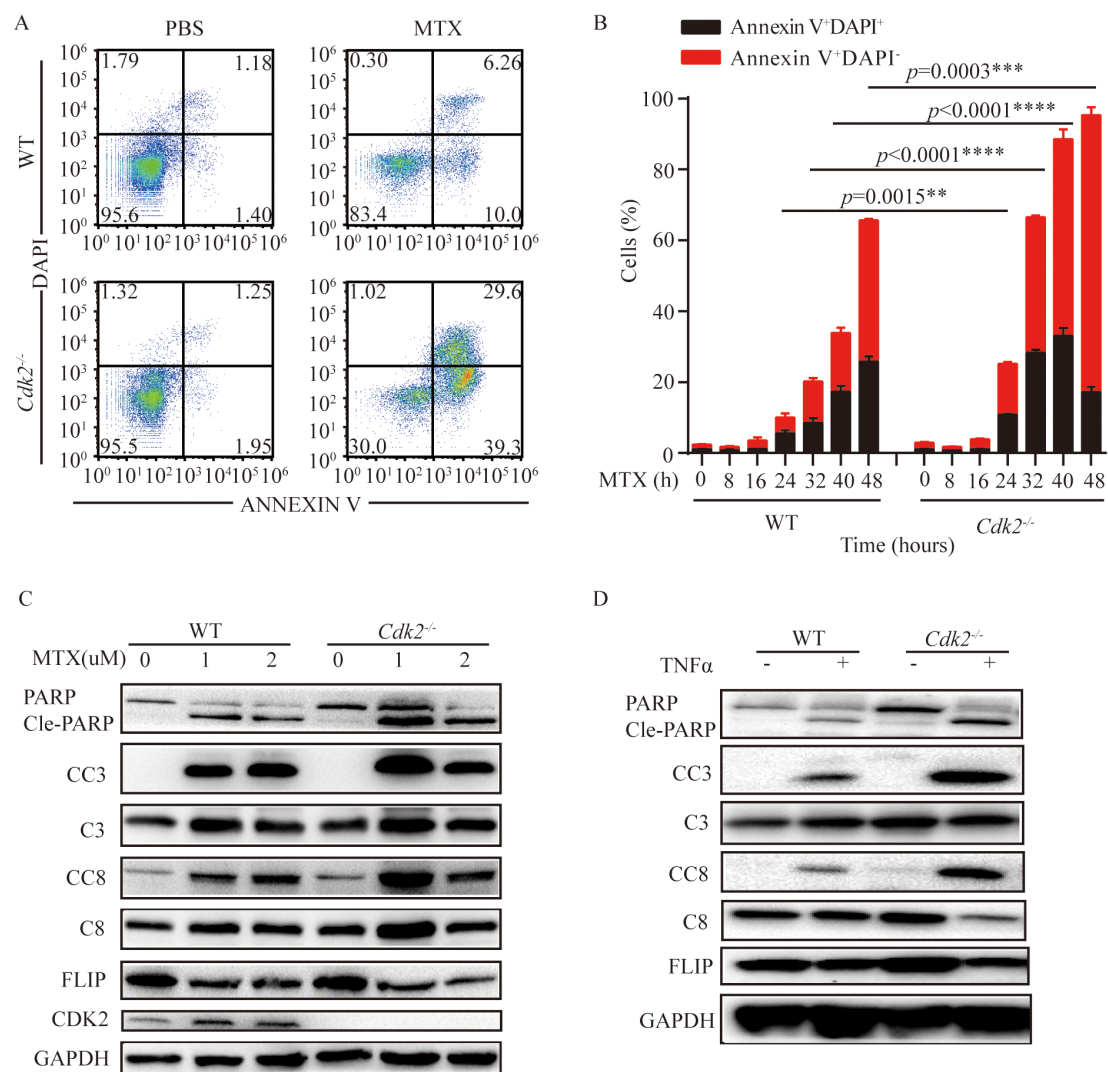 A
PBS
MTX
WT
Cdk2-/-
DAPI
10⁶
10⁵
10⁴
10³
10²
10¹
10⁰
1.79
1.18
95.6
1.40
10⁰ 10¹ 10² 10³ 10⁴ 10⁵ 10⁶
10⁶
10⁵
10⁴
10³
10²
10¹
10⁰
0.30
6.26
83.4
10.0
10⁰ 10¹ 10² 10³ 10⁴ 10⁵ 10⁶
10⁶
10⁵
10⁴
10³
10²
10¹
10⁰
1.32
1.25
95.5
1.95
10⁰ 10¹ 10² 10³ 10⁴ 10⁵ 10⁶
10⁶
10⁵
10⁴
10³
10²
10¹
10⁰
1.02
29.6
30.0
39.3
10⁰ 10¹ 10² 10³ 10⁴ 10⁵ 10⁶
ANNEXIN V
B
Annexin V⁺DAPI⁺
Annexin V⁺DAPI⁻
p=0.0003***
p<0.0001****
p<0.0001****
p=0.0015**
Cells (%)
100
80
60
40
20
0
MTX (h) 0 8 16 24 32 40 48 0 8 16 24 32 40 48
WT Cdk2-/-
Time (hours)
C
WT Cdk2-/-
MTX(uM) 0 1 2 0 1 2
PARP
Cle-PARP
CC3
C3
CC8
C8
FLIP
CDK2
GAPDH
D
WT Cdk2-/-
TNFα - + - +
PARP
Cle-PARP
CC3
C3
CC8
C8
FLIP
GAPDH